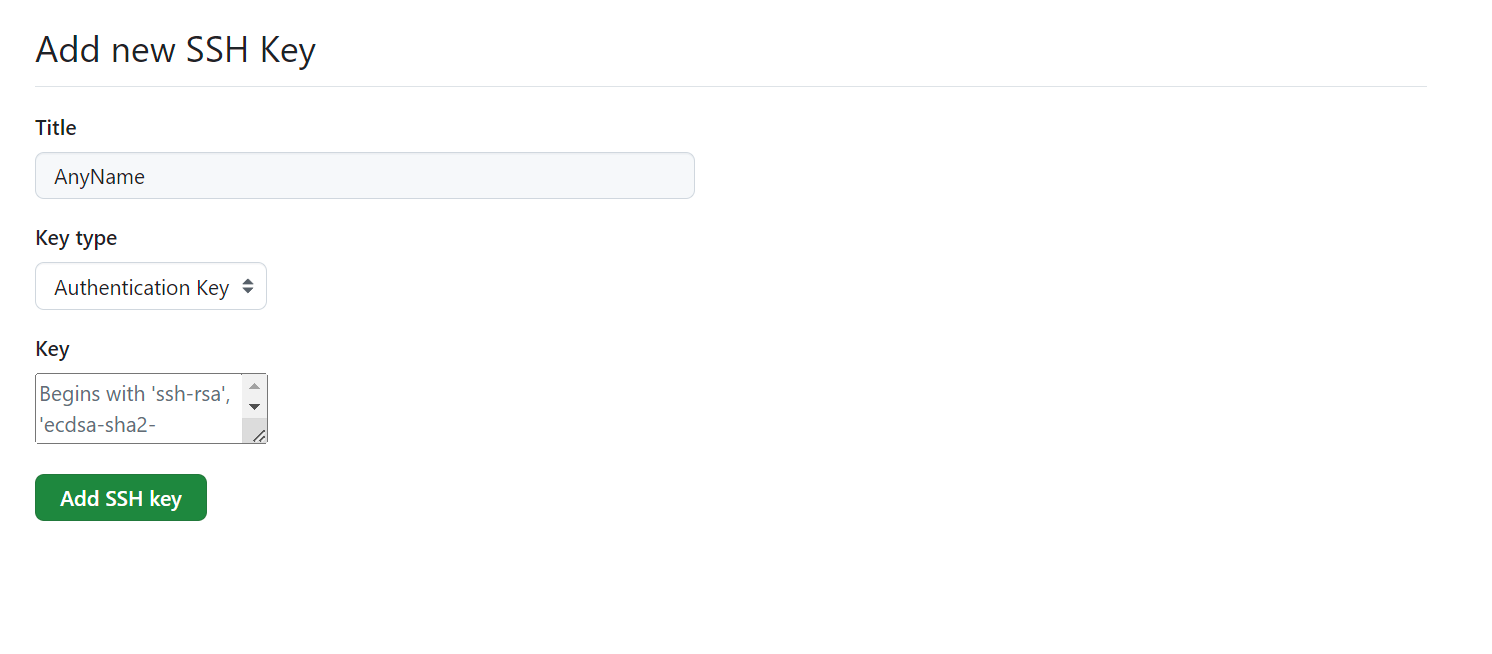 Add new SSH Key
Title
AnyName
Key type
Authentication Key
Key
Begins with 'ssh-rsa',
'ecdsa-sha2-
Add SSH key